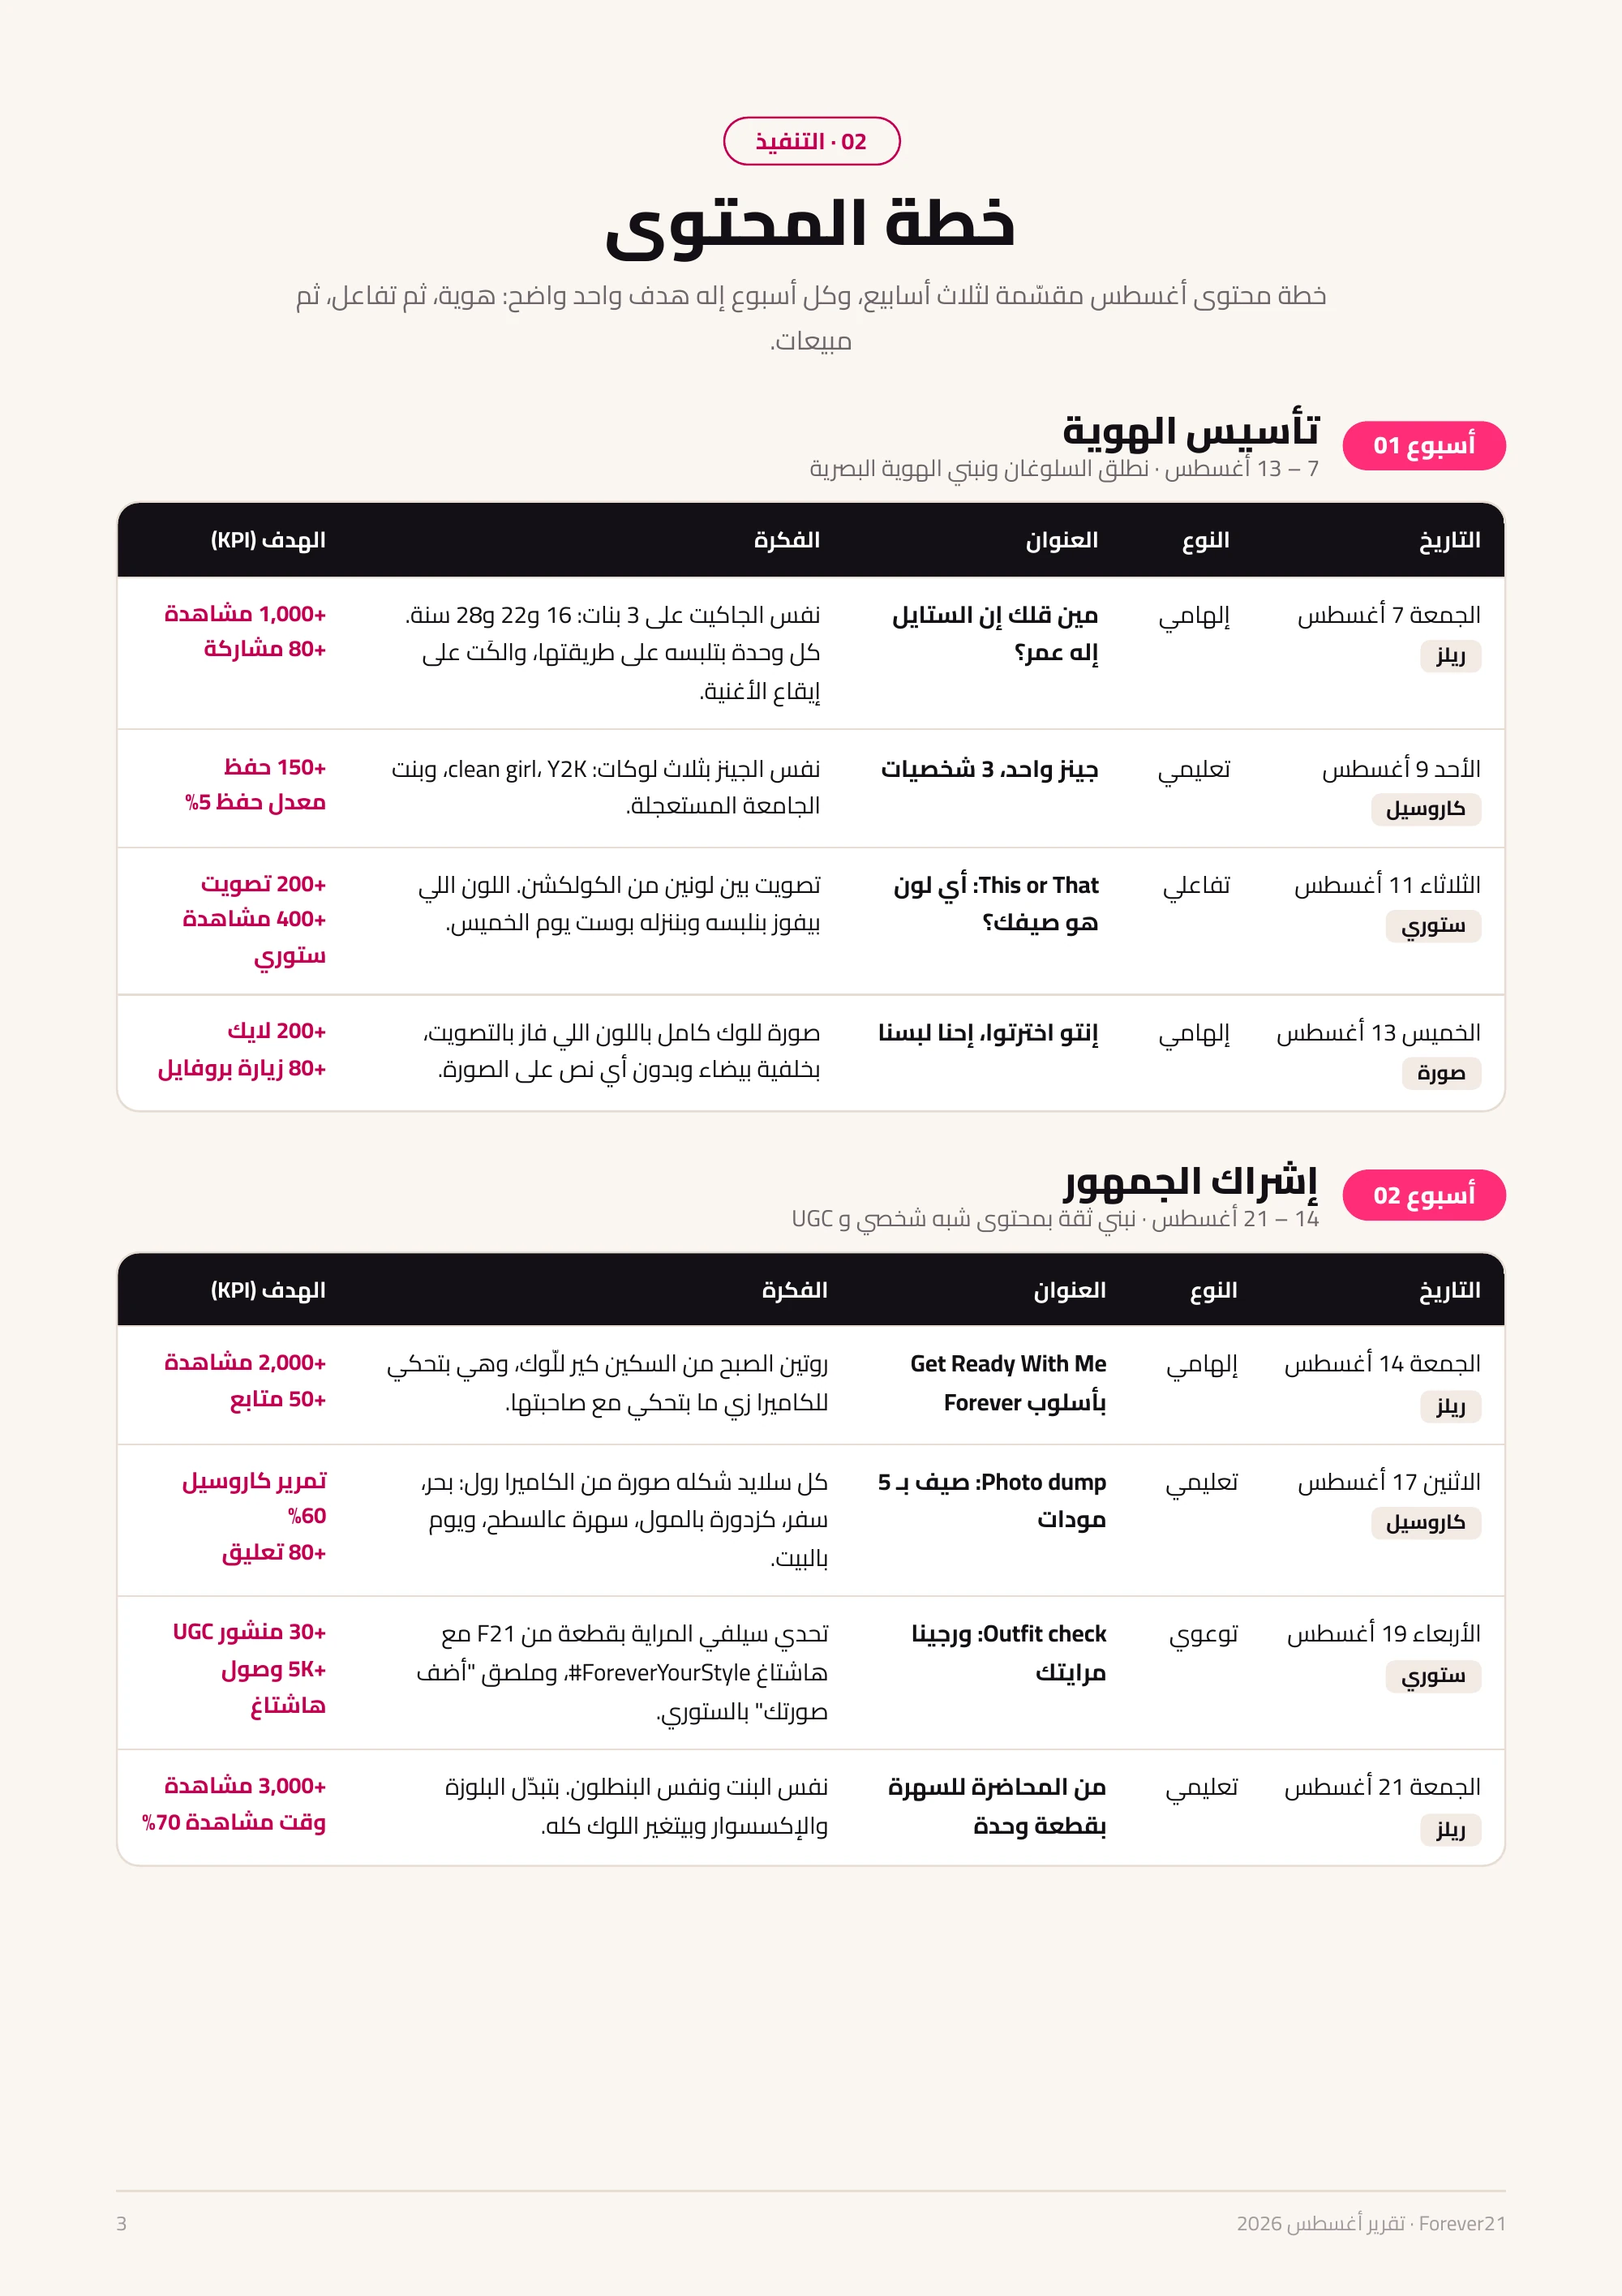 02 · التنفيذ
خطة المحتوى
خطة محتوى أغسطس مقسّمة لثلاث أسابيع، وكل أسبوع إله هدف واحد واضح: هوية، ثم تفاعل، ثم
مبيعات.
أسبوع 01
تأسيس الهوية
7 – 13 أغسطس · نطلق السلوغان ونبني الهوية البصرية
التاريخ النوع العنوان الفكرة الهدف (KPI)
الجمعة 7 أغسطس
ريلز
إلهامي
مين قلك إن الستايل
إله عمر؟
نفس الجاكيت على 3 بنات: 16 و22 و28 سنة.
كل وحدة بتلبسه على طريقتها، والكَت على
إيقاع الأغنية.
+1,000 مشاهدة
+80 مشاركة
الأحد 9 أغسطس
كاروسيل
تعليمي
جينز واحد، 3 شخصيات
نفس الجينز بثلاث لوكات: clean girl، Y2K، وبنت
الجامعة المستعجلة.
+150 حفظ
معدل حفظ 5%
الثلاثاء 11 أغسطس
ستوري
تفاعلي
This or That: أي لون
هو صيفك؟
تصويت بين لونين من الكولكشن. اللون اللي
بيفوز بنلبسه وبننزله بوست يوم الخميس.
+200 تصويت
+400 مشاهدة
ستوري
الخميس 13 أغسطس
صورة
إلهامي
إنتو اخترتوا، إحنا لبسنا
صورة للوك كامل باللون اللي فاز بالتصويت،
بخلفية بيضاء وبدون أي نص على الصورة.
+200 لايك
+80 زيارة بروفايل
أسبوع 02
إشراك الجمهور
14 – 21 أغسطس · نبني ثقة بمحتوى شبه شخصي و UGC
التاريخ النوع العنوان الفكرة الهدف (KPI)
الجمعة 14 أغسطس
ريلز
إلهامي
Get Ready With Me
بأسلوب Forever
روتين الصبح من السكين كير للّوك، وهي بتحكي
للكاميرا زي ما بتحكي مع صاحبتها.
+2,000 مشاهدة
+50 متابع
الاثنين 17 أغسطس
كاروسيل
تعليمي
Photo dump: صيف بـ 5
مودات
كل سلايد شكله صورة من الكاميرا رول: بحر،
سفر، كزدورة بالمول، سهرة عالسطح، ويوم
بالبيت.
تمرير كاروسيل
60%
+80 تعليق
الأربعاء 19 أغسطس
ستوري
توعوي
Outfit check: ورجينا
مرايتك
تحدي سيلفي المراية بقطعة من F21 مع
هاشتاغ #ForeverYourStyle، وملصق "أضف
صورتك" بالستوري.
+30 منشور UGC
+5K وصول
هاشتاغ
الجمعة 21 أغسطس
ريلز
تعليمي
من المحاضرة للسهرة
بقطعة وحدة
نفس البنت ونفس البنطلون. بتبدّل البلوزة
والإكسسوار وبيتغير اللوك كله.
+3,000 مشاهدة
وقت مشاهدة 70%
Forever21 · تقرير أغسطس 2026
3